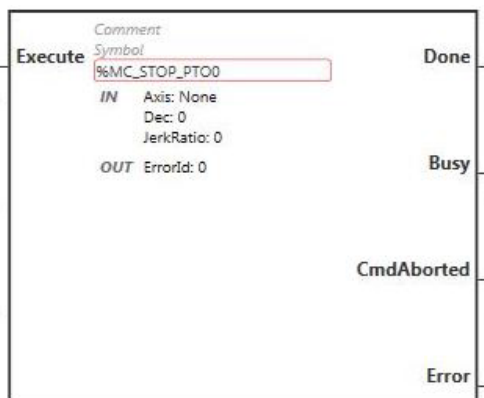 Comment
Execute Symbol Done
%MC_STOP_PTO0
IN Axis: None
Dec: 0
JerkRatio: 0
OUT ErrorId: 0
Busy
CmdAborted
Error